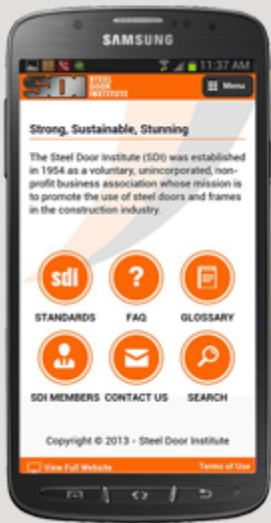 SAMSUNG
11:37 AM
SDI STEEL DOOR INSTITUTE
Menu
Strong, Sustainable, Stunning
The Steel Door Institute (SDI) was established
in 1954 as a voluntary, unincorporated, non-
profit business association whose mission is
to promote the use of steel doors and frames
in the construction industry.
sdi ?
STANDARDS FAQ GLOSSARY
SDI MEMBERS CONTACT US SEARCH
Copyright © 2013 - Steel Door Institute
View Full Website Terms of Use